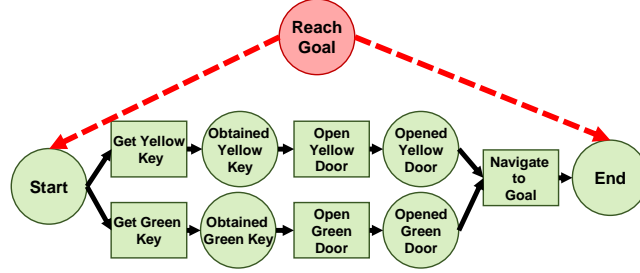 Reach
Goal
Start
Get Yellow
Key
Obtained
Yellow
Key
Open
Yellow
Door
Opened
Yellow
Door
Get Green
Key
Obtained
Green Key
Open
Green
Door
Opened
Green
Door
Navigate
to
Goal
End